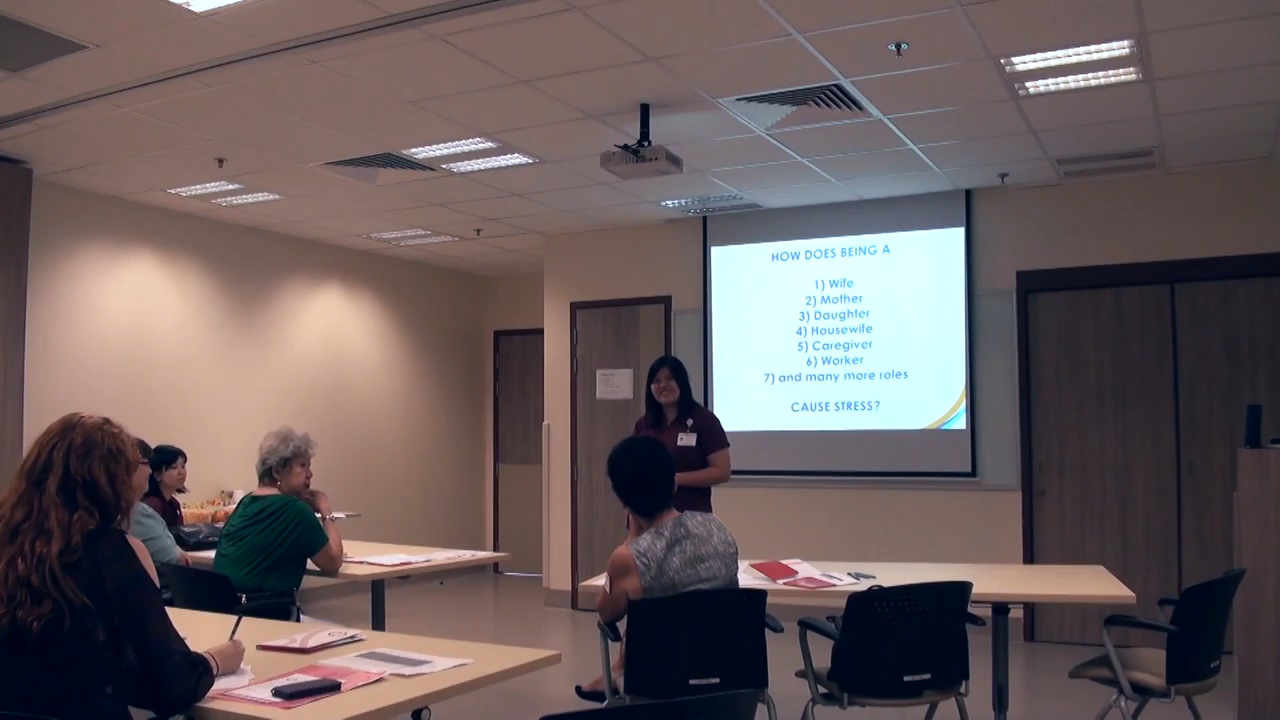 HOW DOES BEING A
1) Wife
2) Mother
3) Daughter
4) Housewife
5) Caregiver
6) Worker
7) and many more roles
CAUSE STRESS?